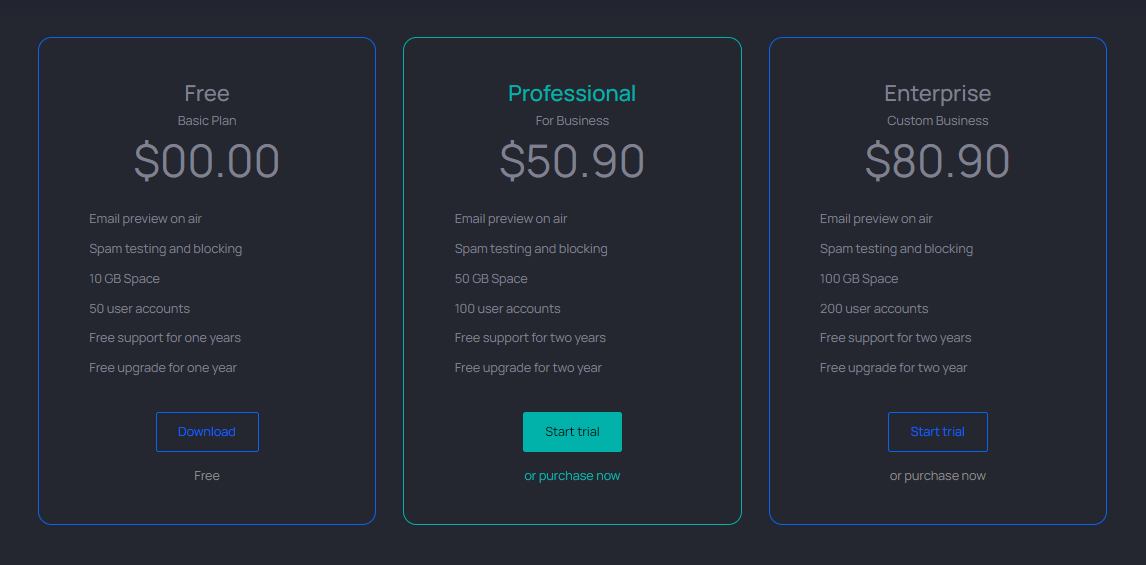 Free
Basic Plan
$00.00
Email preview on air
Spam testing and blocking
10 GB Space
50 user accounts
Free support for one years
Free upgrade for one year
Download
Free
Professional
For Business
$50.90
Email preview on air
Spam testing and blocking
50 GB Space
100 user accounts
Free support for two years
Free upgrade for two year
Start trial
or purchase now
Enterprise
Custom Business
$80.90
Email preview on air
Spam testing and blocking
100 GB Space
200 user accounts
Free support for two years
Free upgrade for two year
Start trial
or purchase now